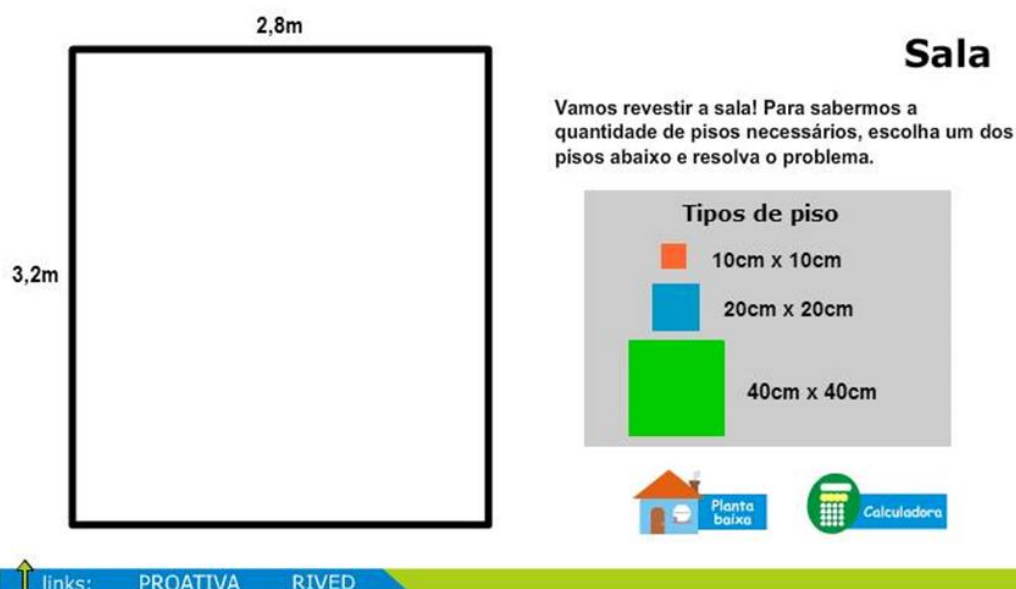 2,8m
3,2m
Sala
Vamos revestir a sala! Para sabermos a
quantidade de pisos necessários, escolha um dos
pisos abaixo e resolva o problema.
Tipos de piso
10cm x 10cm
20cm x 20cm
40cm x 40cm
Planta
baixa
Calculadora
links: PROATIVA RIVED